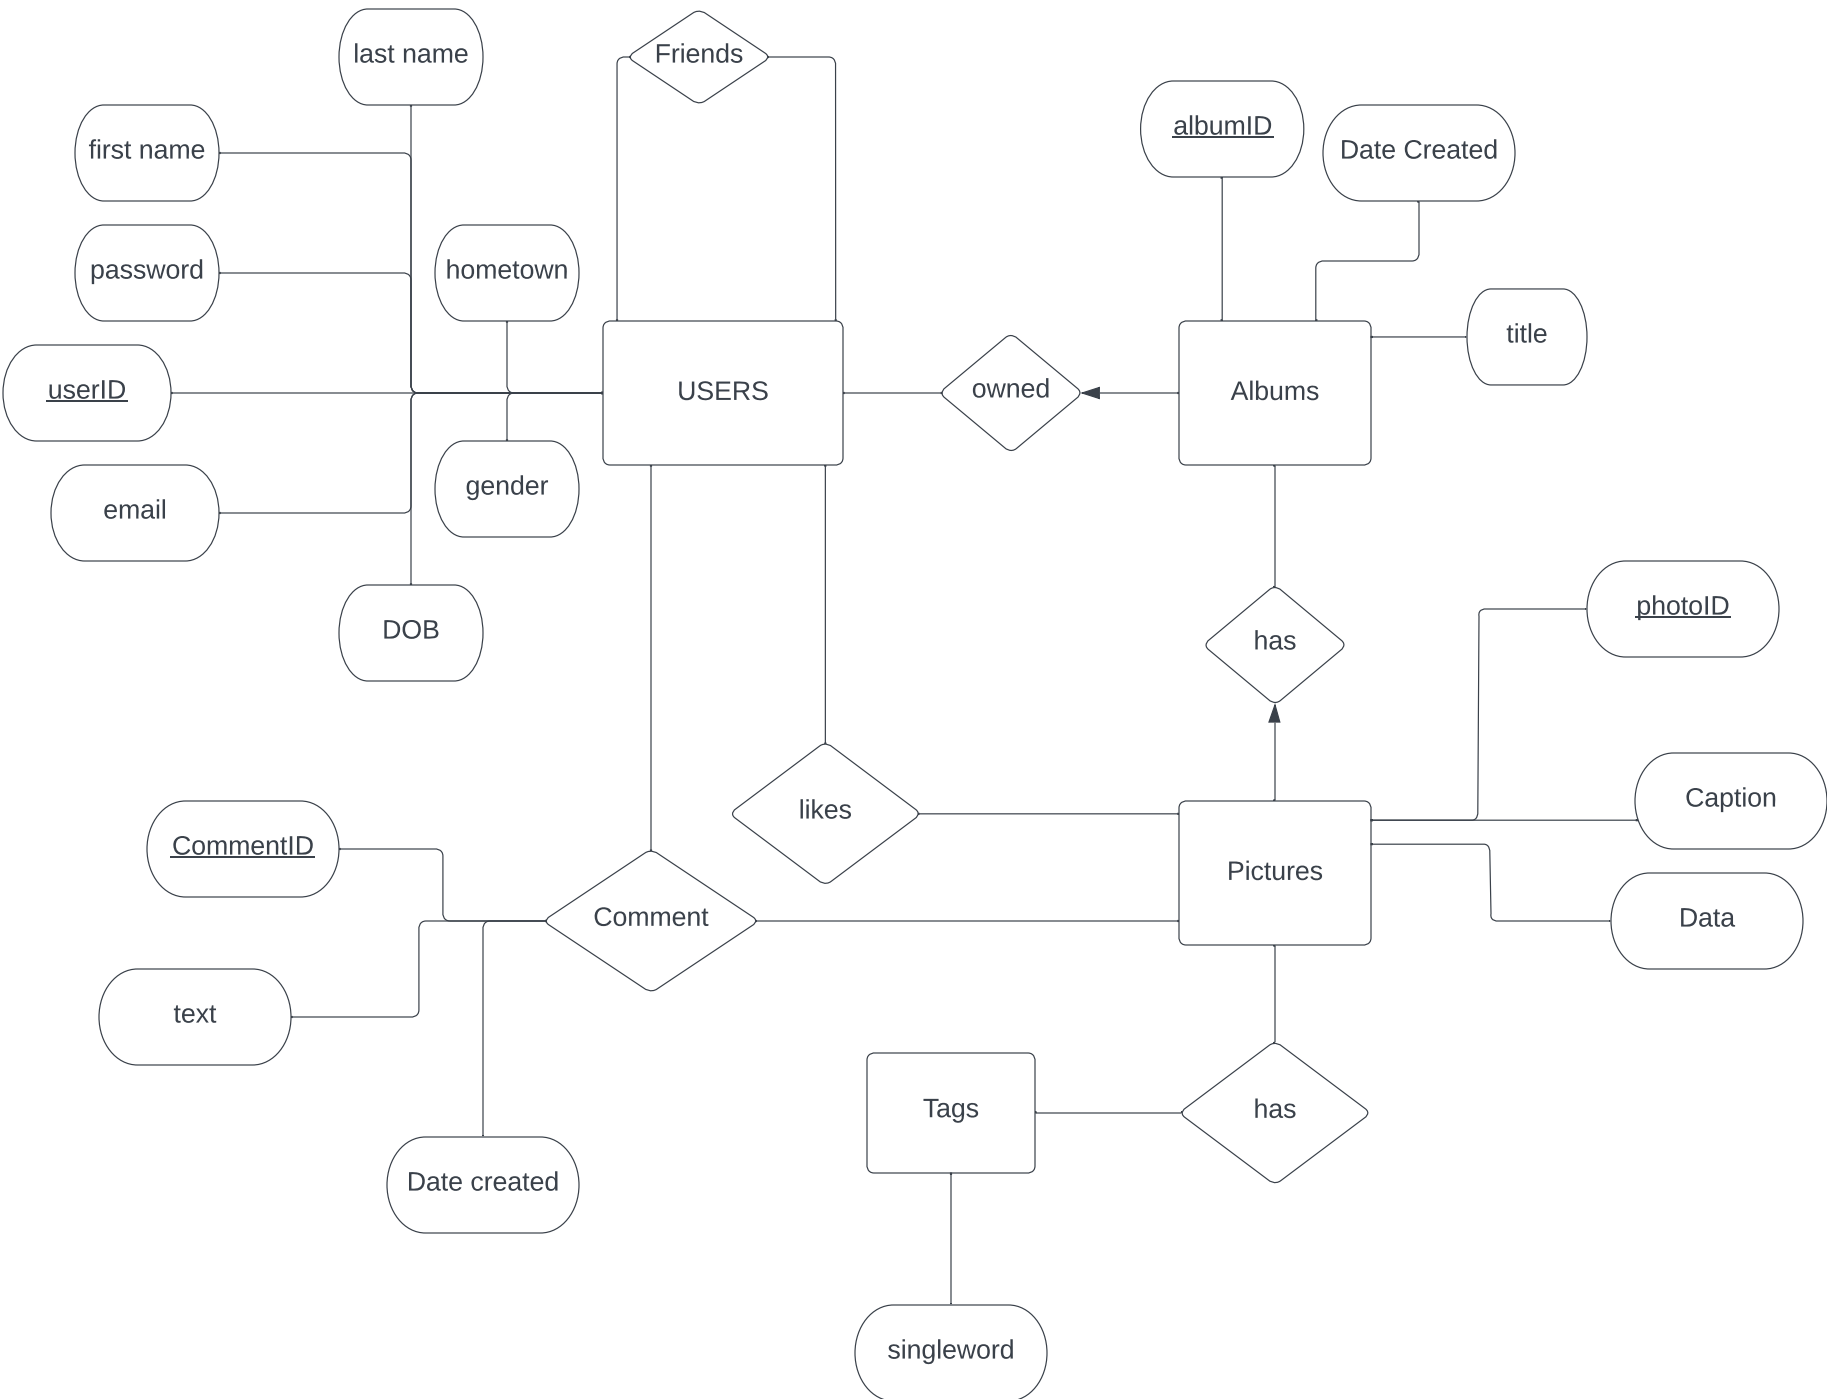 last name
Friends
albumID
Date Created
first name
password
hometown
title
userID
USERS
owned
Albums
email
gender
DOB
has
photoID
CommentID
likes
Caption
Pictures
Comment
Data
text
Tags
has
Date created
singleword